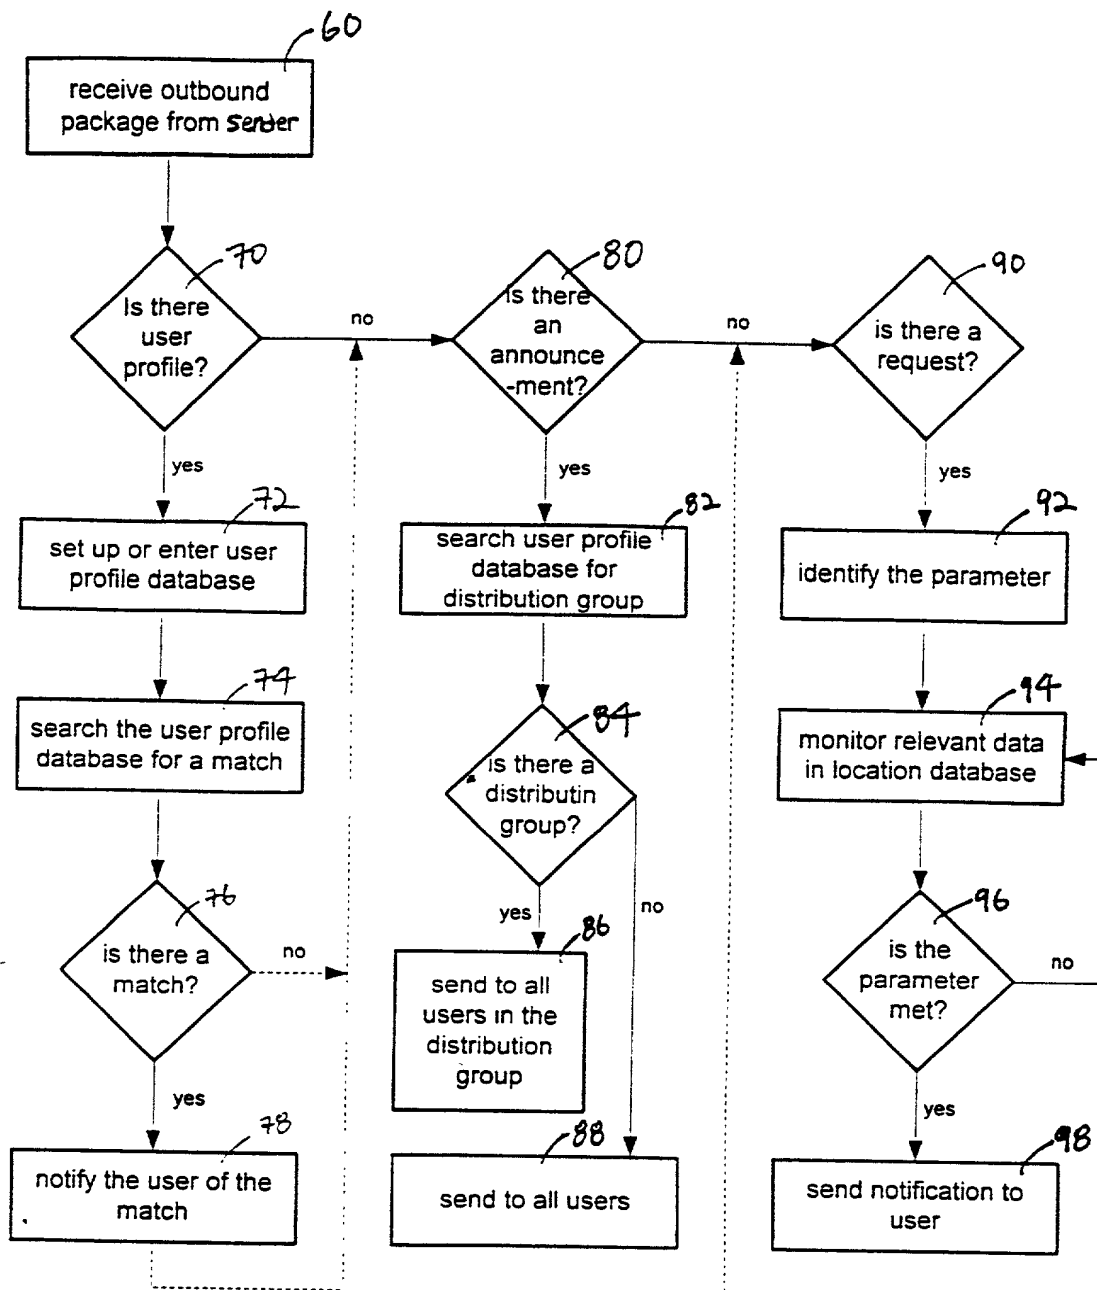 60
receive outbound
package from sender
70
Is there
user
profile?
no
yes
72
set up or enter user
profile database
74
search the user profile
database for a match
76
is there a
match?
no
yes
78
notify the user of the
match
80
Is there
an
announce
-ment?
no
yes
82
search user profile
database for
distribution group
84
is there a
distributin
group?
yes
no
86
send to all
users in the
distribution
group
88
send to all users
90
is there a
request?
yes
92
identify the parameter
94
monitor relevant data
in location database
96
is the
parameter
met?
no
yes
98
send notification to
user